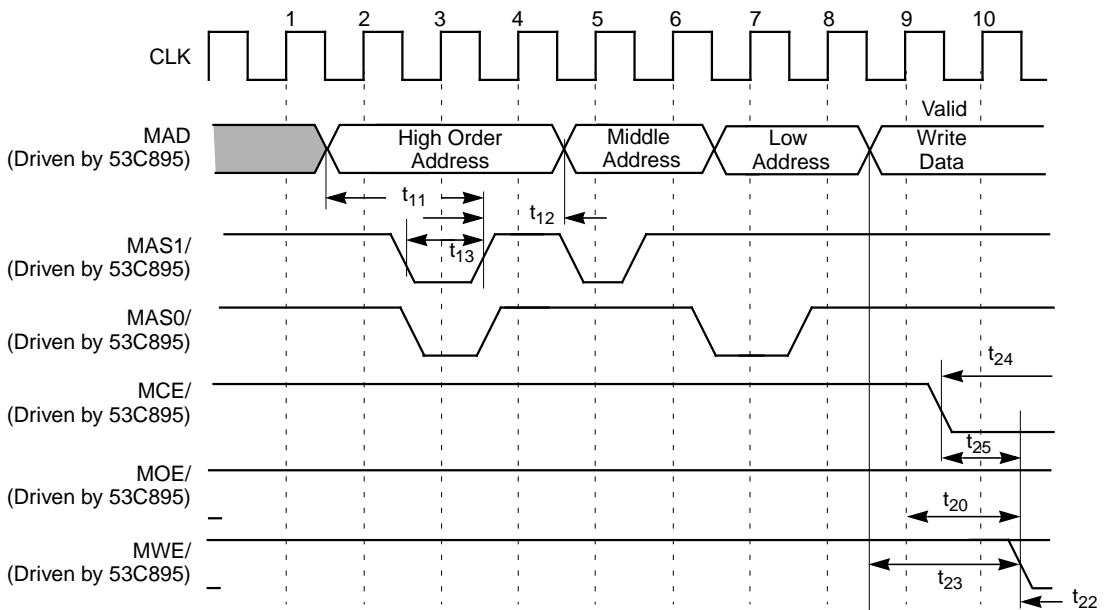 1 2 3 4 5 6 7 8 9 10
CLK
Valid
MAD
(Driven by 53C895)
High Order
Address
Middle
Address
Low
Address
Write
Data
t11
t12
MAS1/
(Driven by 53C895)
t13
MAS0/
(Driven by 53C895)
t24
MCE/
(Driven by 53C895)
t25
MOE/
(Driven by 53C895)
t20
MWE/
(Driven by 53C895)
t23
t22